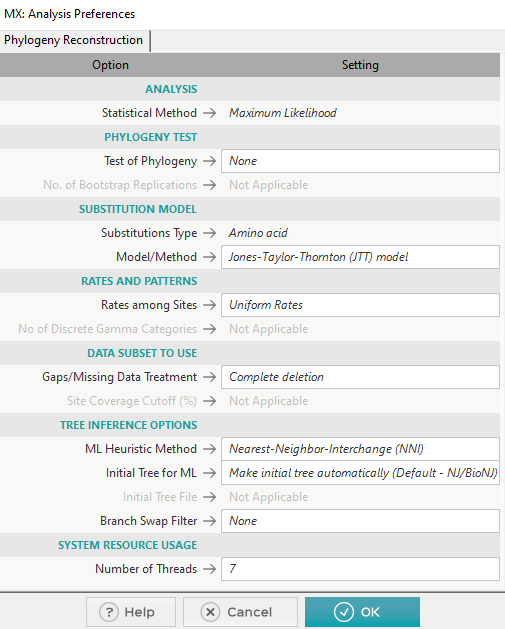 MX: Analysis Preferences
Phylogeny Reconstruction
Option Setting
ANALYSIS
Statistical Method → Maximum Likelihood
PHYLOGENY TEST
Test of Phylogeny → None
No. of Bootstrap Replications → Not Applicable
SUBSTITUTION MODEL
Substitutions Type → Amino acid
Model/Method → Jones-Taylor-Thornton (JTT) model
RATES AND PATTERNS
Rates among Sites → Uniform Rates
No of Discrete Gamma Categories → Not Applicable
DATA SUBSET TO USE
Gaps/Missing Data Treatment → Complete deletion
Site Coverage Cutoff (%) → Not Applicable
TREE INFERENCE OPTIONS
ML Heuristic Method → Nearest-Neighbor-Interchange (NNI)
Initial Tree for ML → Make initial tree automatically (Default - NJ/BioNJ)
Initial Tree File → Not Applicable
Branch Swap Filter → None
SYSTEM RESOURCE USAGE
Number of Threads → 7
? Help Cancel OK